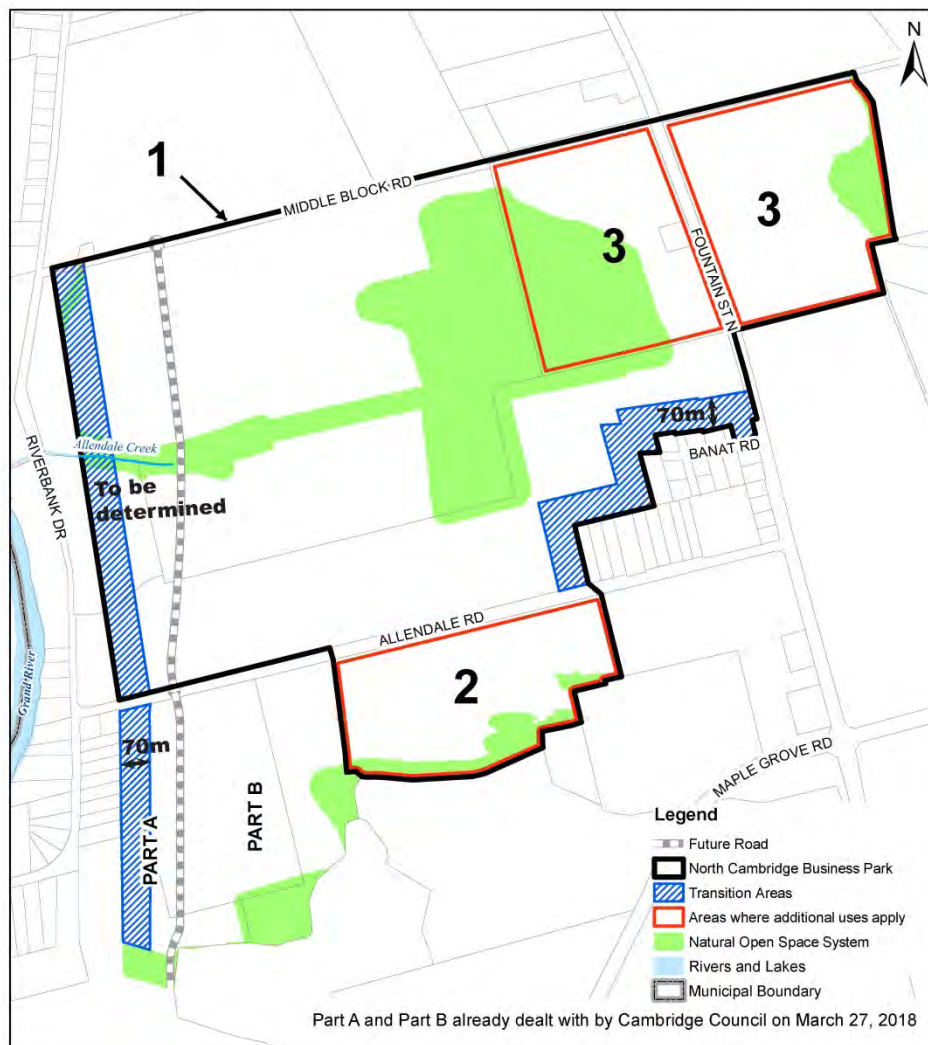 N
1
MIDDLE BLOCK RD
3
3
FOUNTAIN ST N
70m
BANAT RD
Allendale Creek
To be
determined
RIVERBANK DR
Grand River
ALLENDALE RD
2
70m
PART A
PART B
MAPLE GROVE RD
Legend
Future Road
North Cambridge Business Park
Transition Areas
Areas where additional uses apply
Natural Open Space System
Rivers and Lakes
Municipal Boundary
Part A and Part B already dealt with by Cambridge Council on March 27, 2018